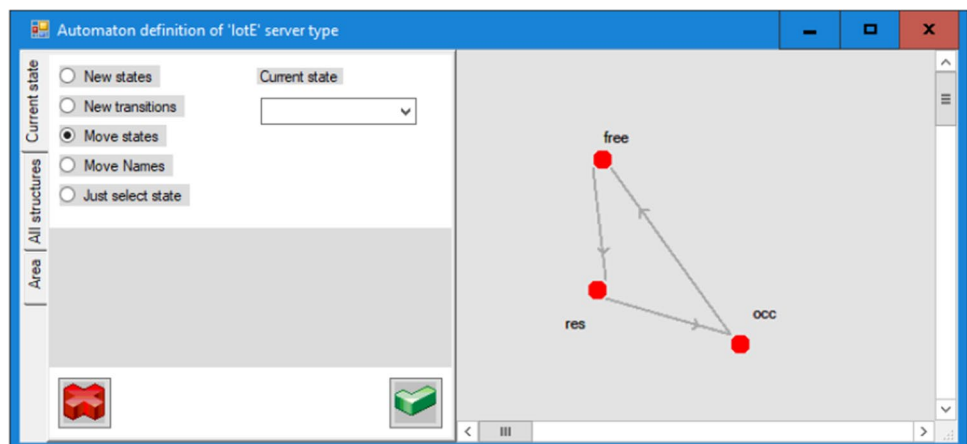 Automaton definition of 'IotE' server type
Current state
All structures
Area
New states
New transitions
Move states
Move Names
Just select state
Current state
free
res
occ